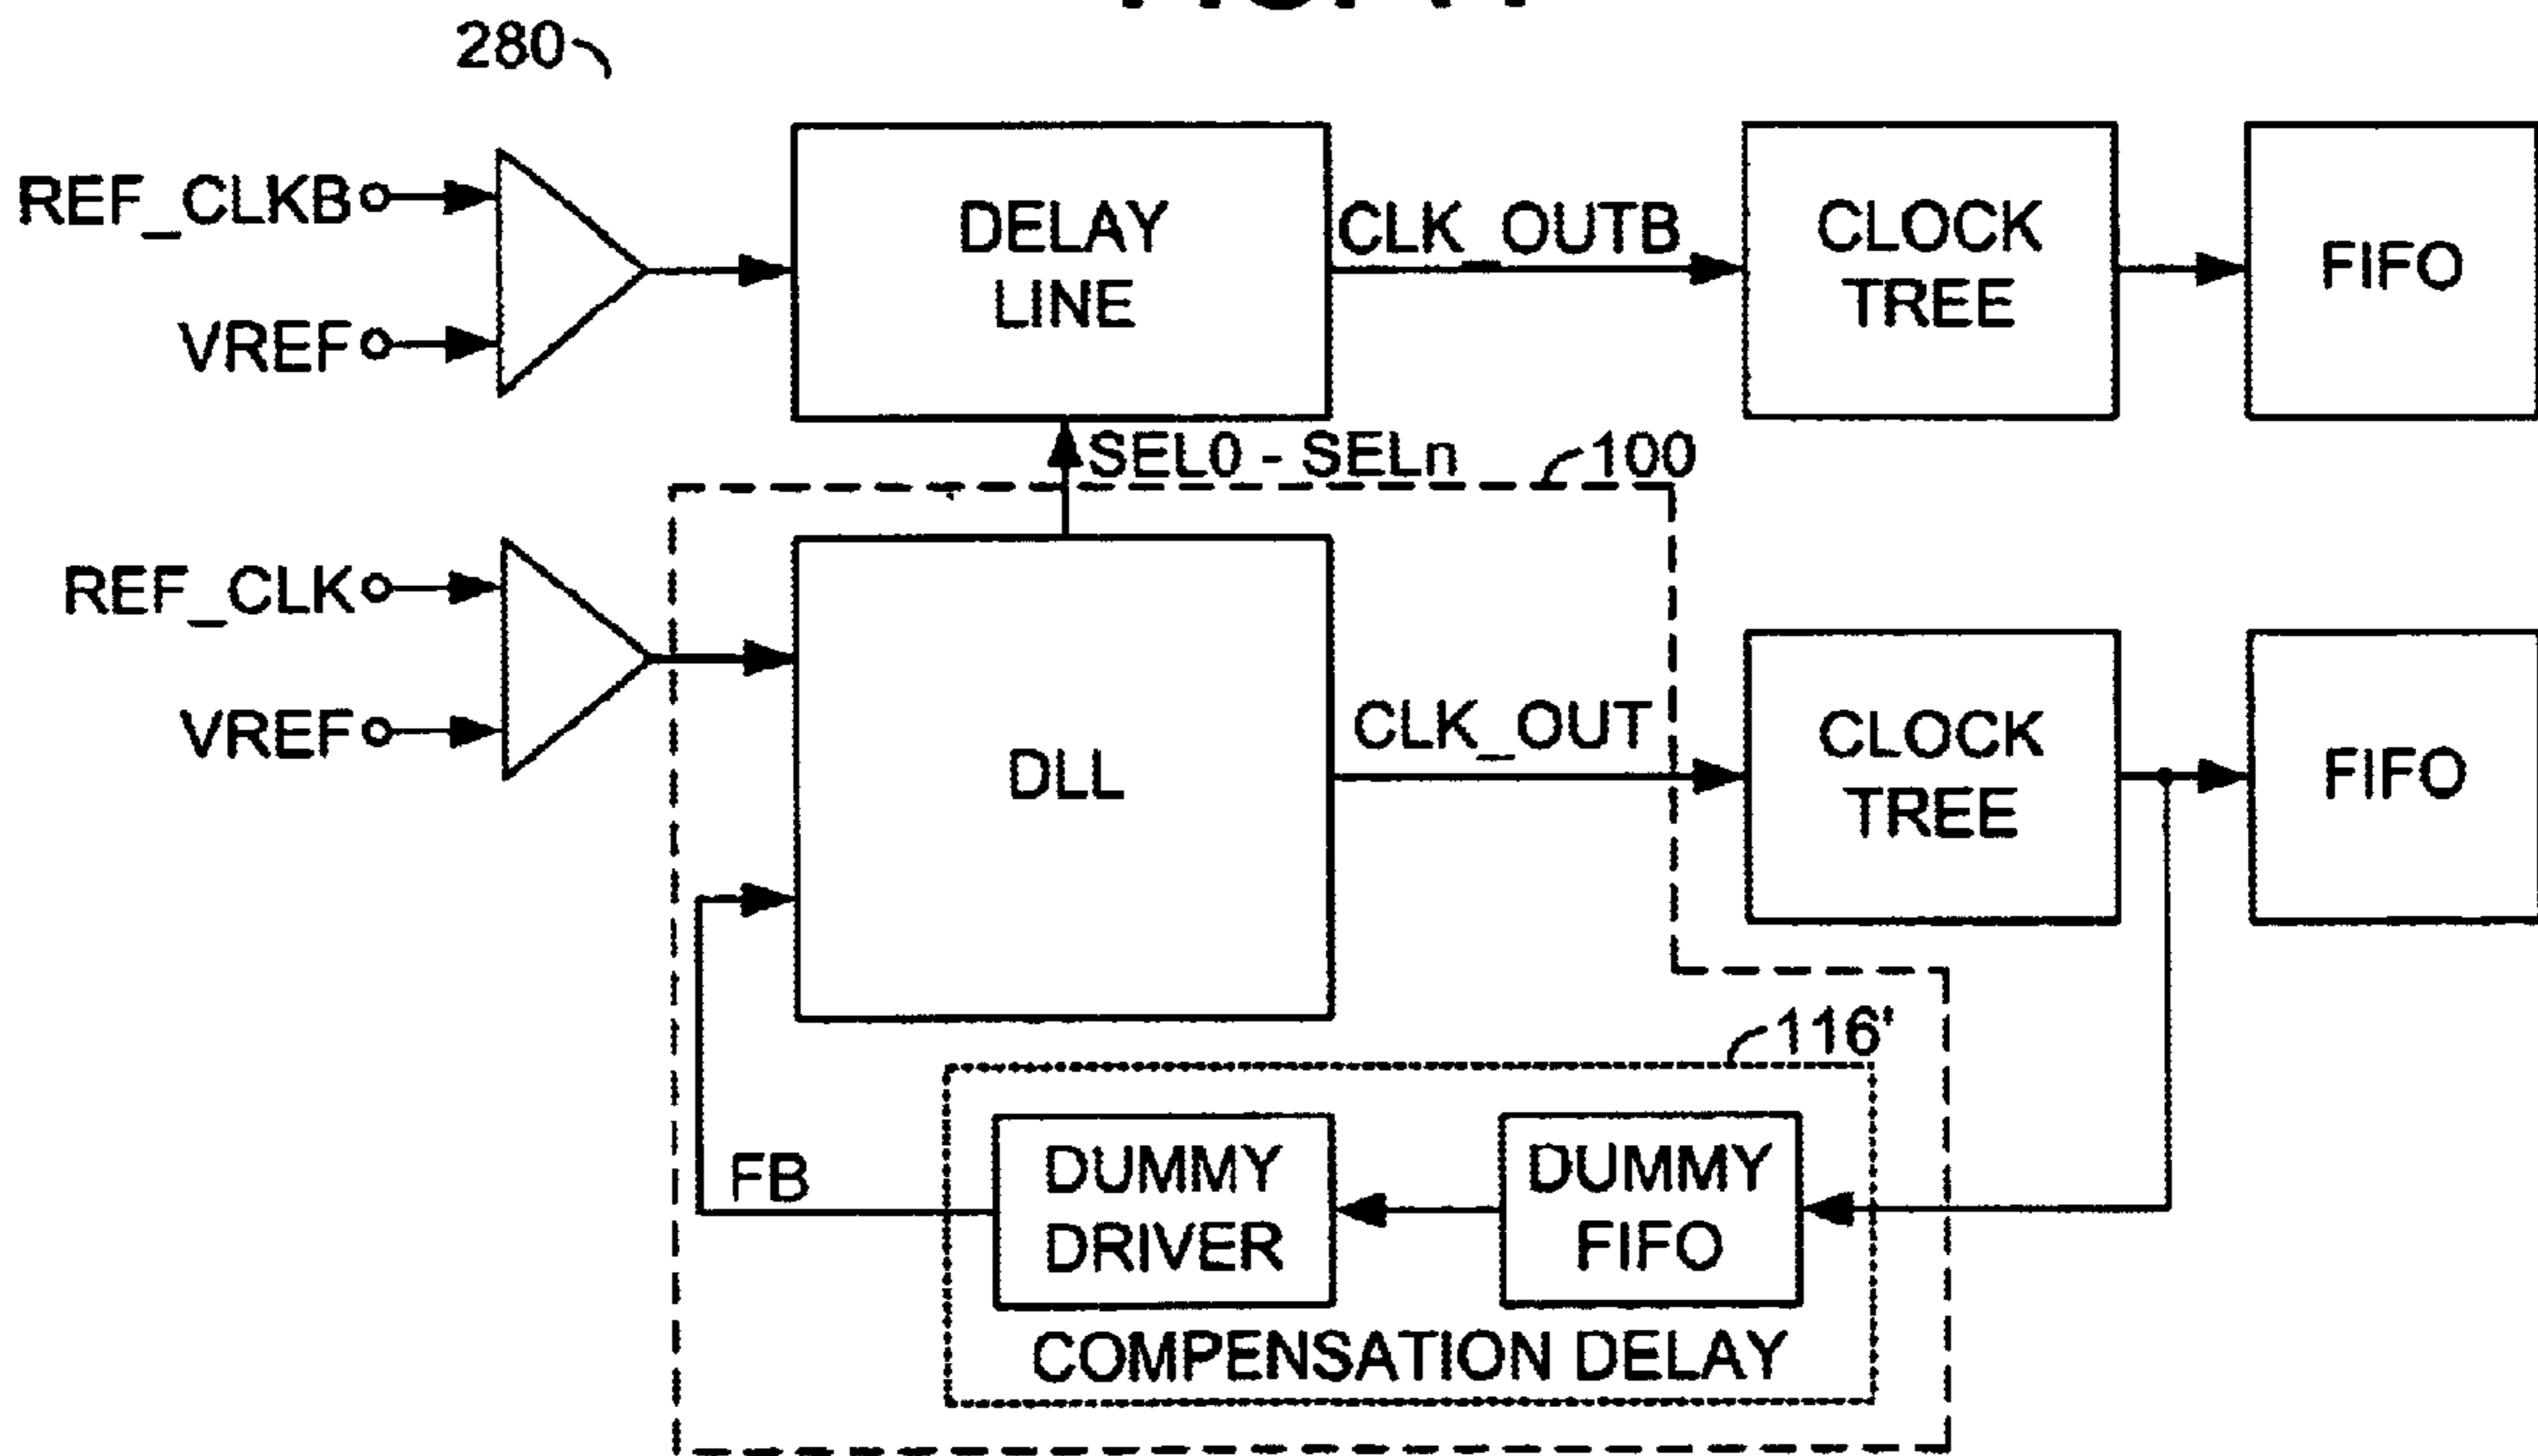 280
REF_CLKB
VREF
DELAY
LINE
CLK_OUTB
CLOCK
TREE
FIFO
SEL0 - SELn
100
REF_CLK
VREF
DLL
CLK_OUT
CLOCK
TREE
FIFO
116'
FB
DUMMY
DRIVER
DUMMY
FIFO
COMPENSATION DELAY